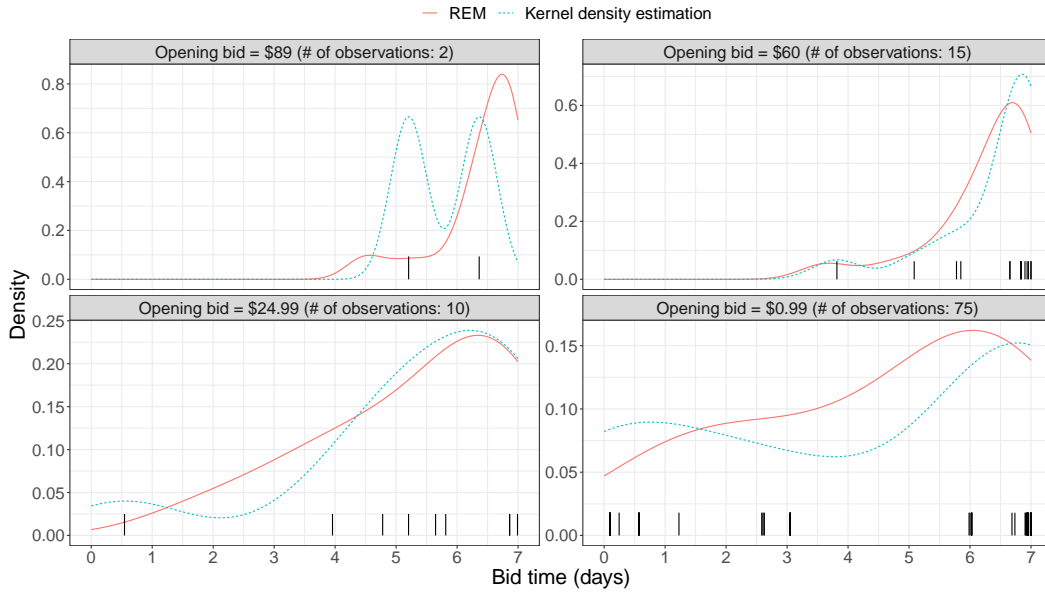 REM Kernel density estimation
Opening bid = $89 (# of observations: 2)
Opening bid = $60 (# of observations: 15)
0.8
0.6
0.4
0.2
0.0
0.6
0.4
0.2
0.0
Density
Opening bid = $24.99 (# of observations: 10)
Opening bid = $0.99 (# of observations: 75)
0.25
0.20
0.15
0.10
0.05
0.00
0.15
0.10
0.05
0.00
0 1 2 3 4 5 6 7
0 1 2 3 4 5 6 7
Bid time (days)